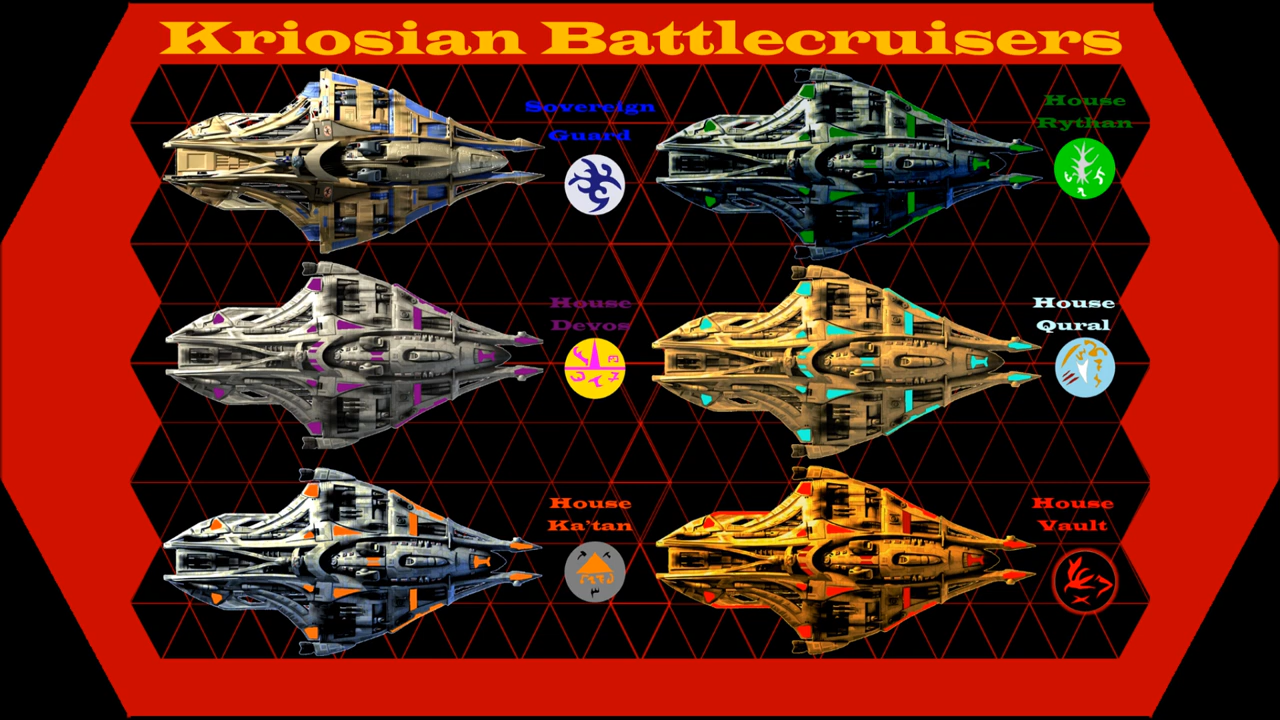 Kriosian Battlecruisers
Sovereign
Guard
House
Rythan
House
Devos
House
Qural
House
Ka'tan
House
Vault